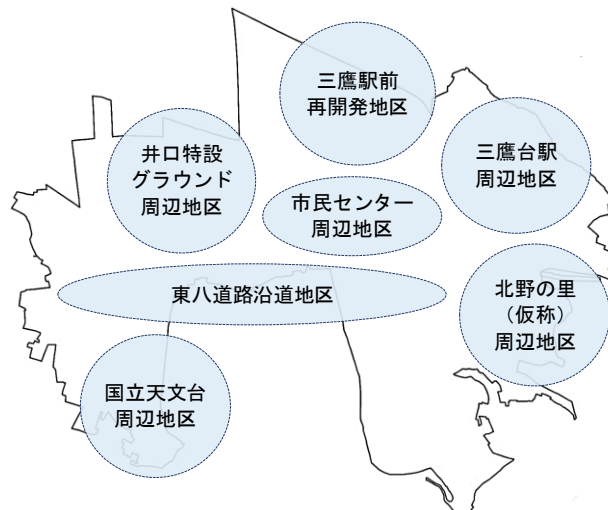 三鷹駅前
再開発地区
三鷹台駅
周辺地区
井口特設
グラウンド
周辺地区
市民センター
周辺地区
東八道路沿道地区
北野の里
（仮称）
周辺地区
国立天文台
周辺地区